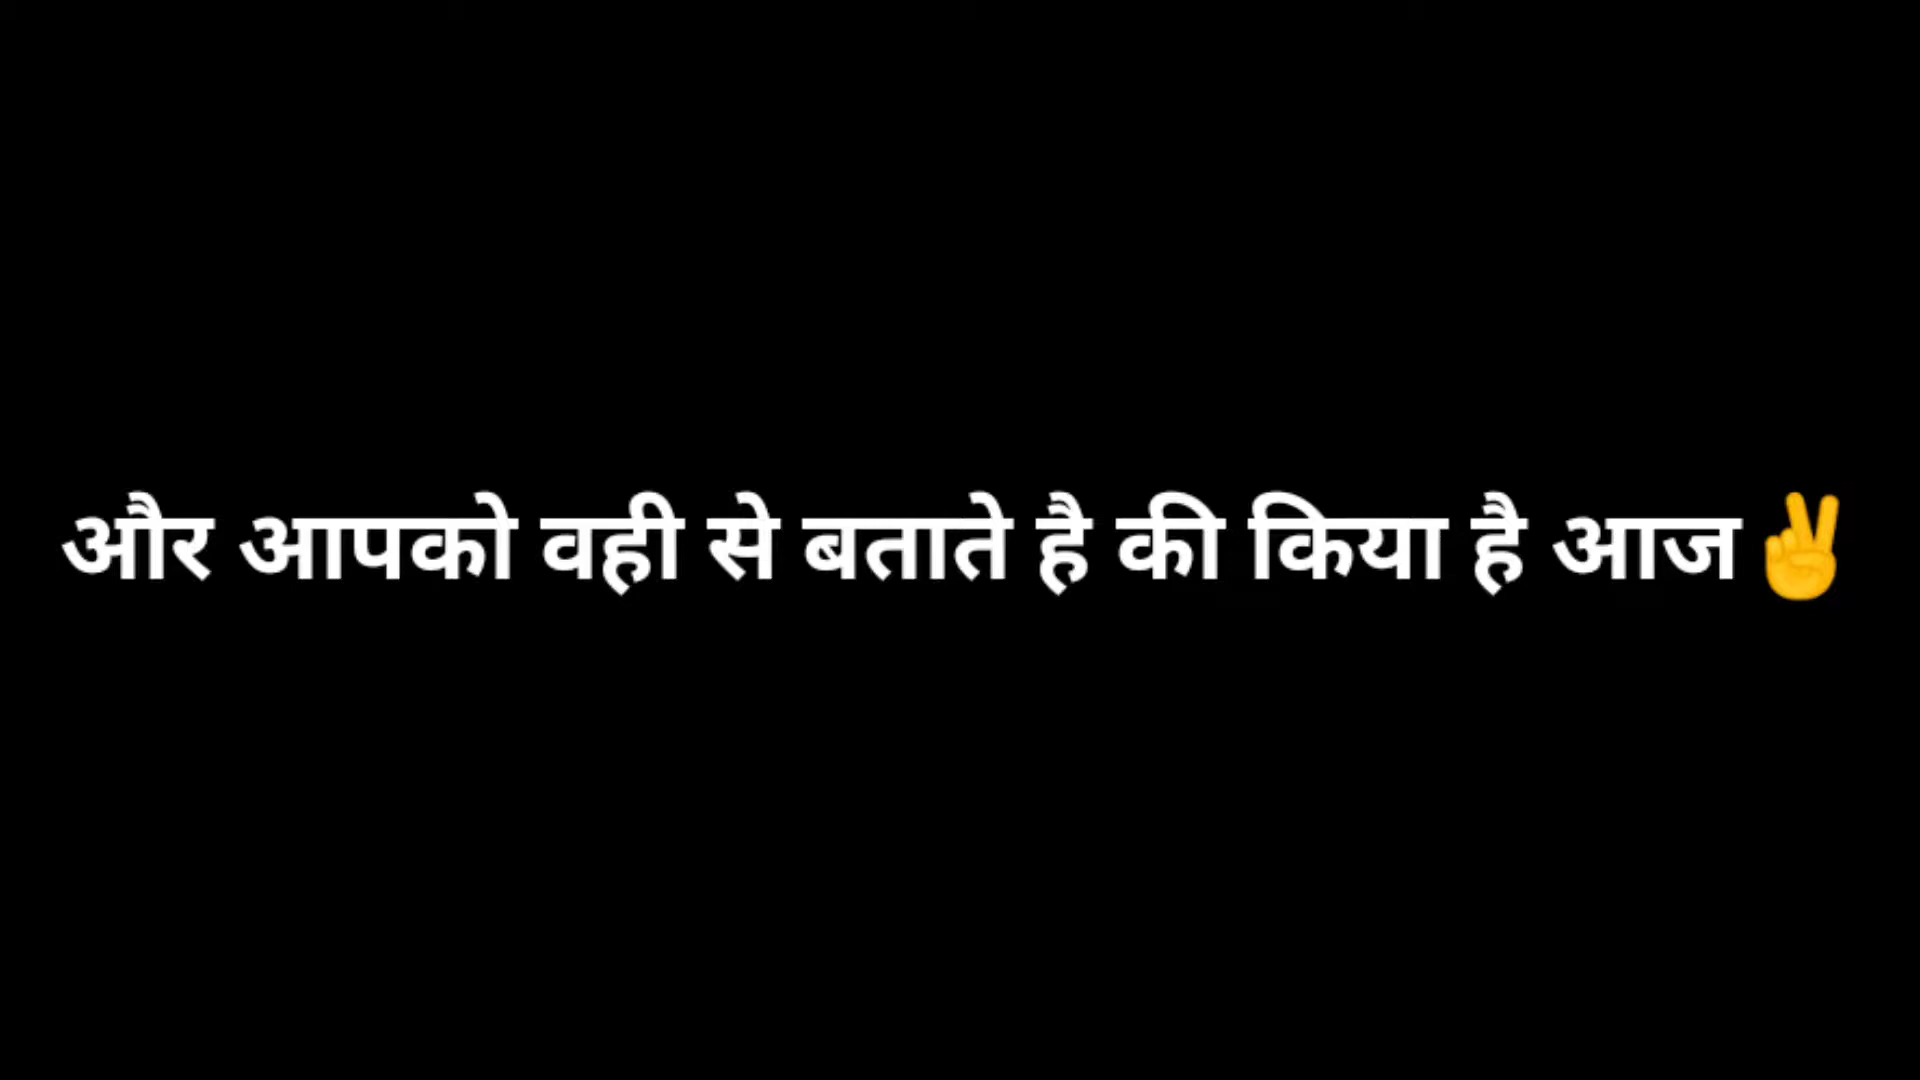 और आपको वही से बताते है की किया है आज✌️